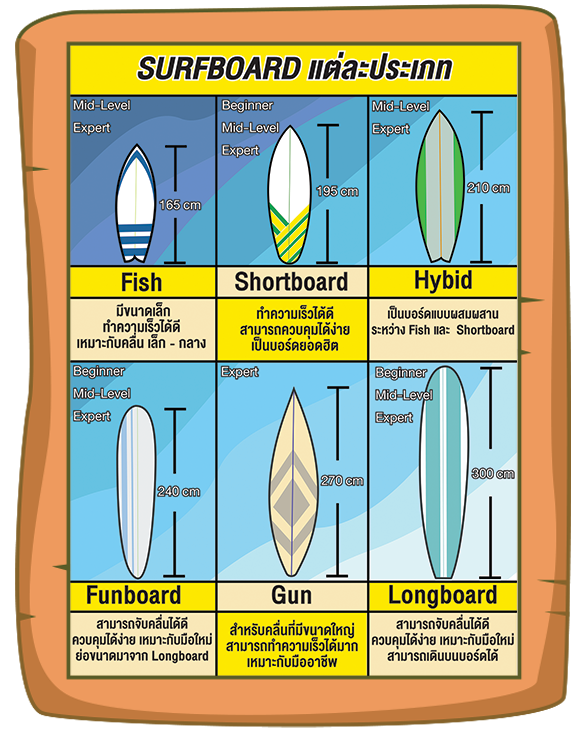 SURFBOARD แต่ละประเภท
Mid-Level
Expert
165 cm
Fish
มีขนาดเล็ก
ทำความเร็วได้ดี
เหมาะกับคลื่น เล็ก - กลาง
Beginner
Mid-Level
Expert
195 cm
Shortboard
ทำความเร็วได้ดี
สามารถควบคุมได้ง่าย
เป็นบอร์ดยอดฮิต
Mid-Level
Expert
210 cm
Hybid
เป็นบอร์ดแบบผสมผสาน
ระหว่าง Fish และ Shortboard
Beginner
Mid-Level
Expert
240 cm
Funboard
สามารถจับคลื่นได้ดี
ควบคุมได้ง่าย เหมาะกับมือใหม่
ย่อขนาดมาจาก Longboard
Expert
270 cm
Gun
สำหรับคลื่นที่มีขนาดใหญ่
สามารถทำความเร็วได้มาก
เหมาะกับมืออาชีพ
Beginner
Mid-Level
Expert
300 cm
Longboard
สามารถจับคลื่นได้ดี
ควบคุมได้ง่าย เหมาะกับมือใหม่
สามารถเดินบนบอร์ดได้